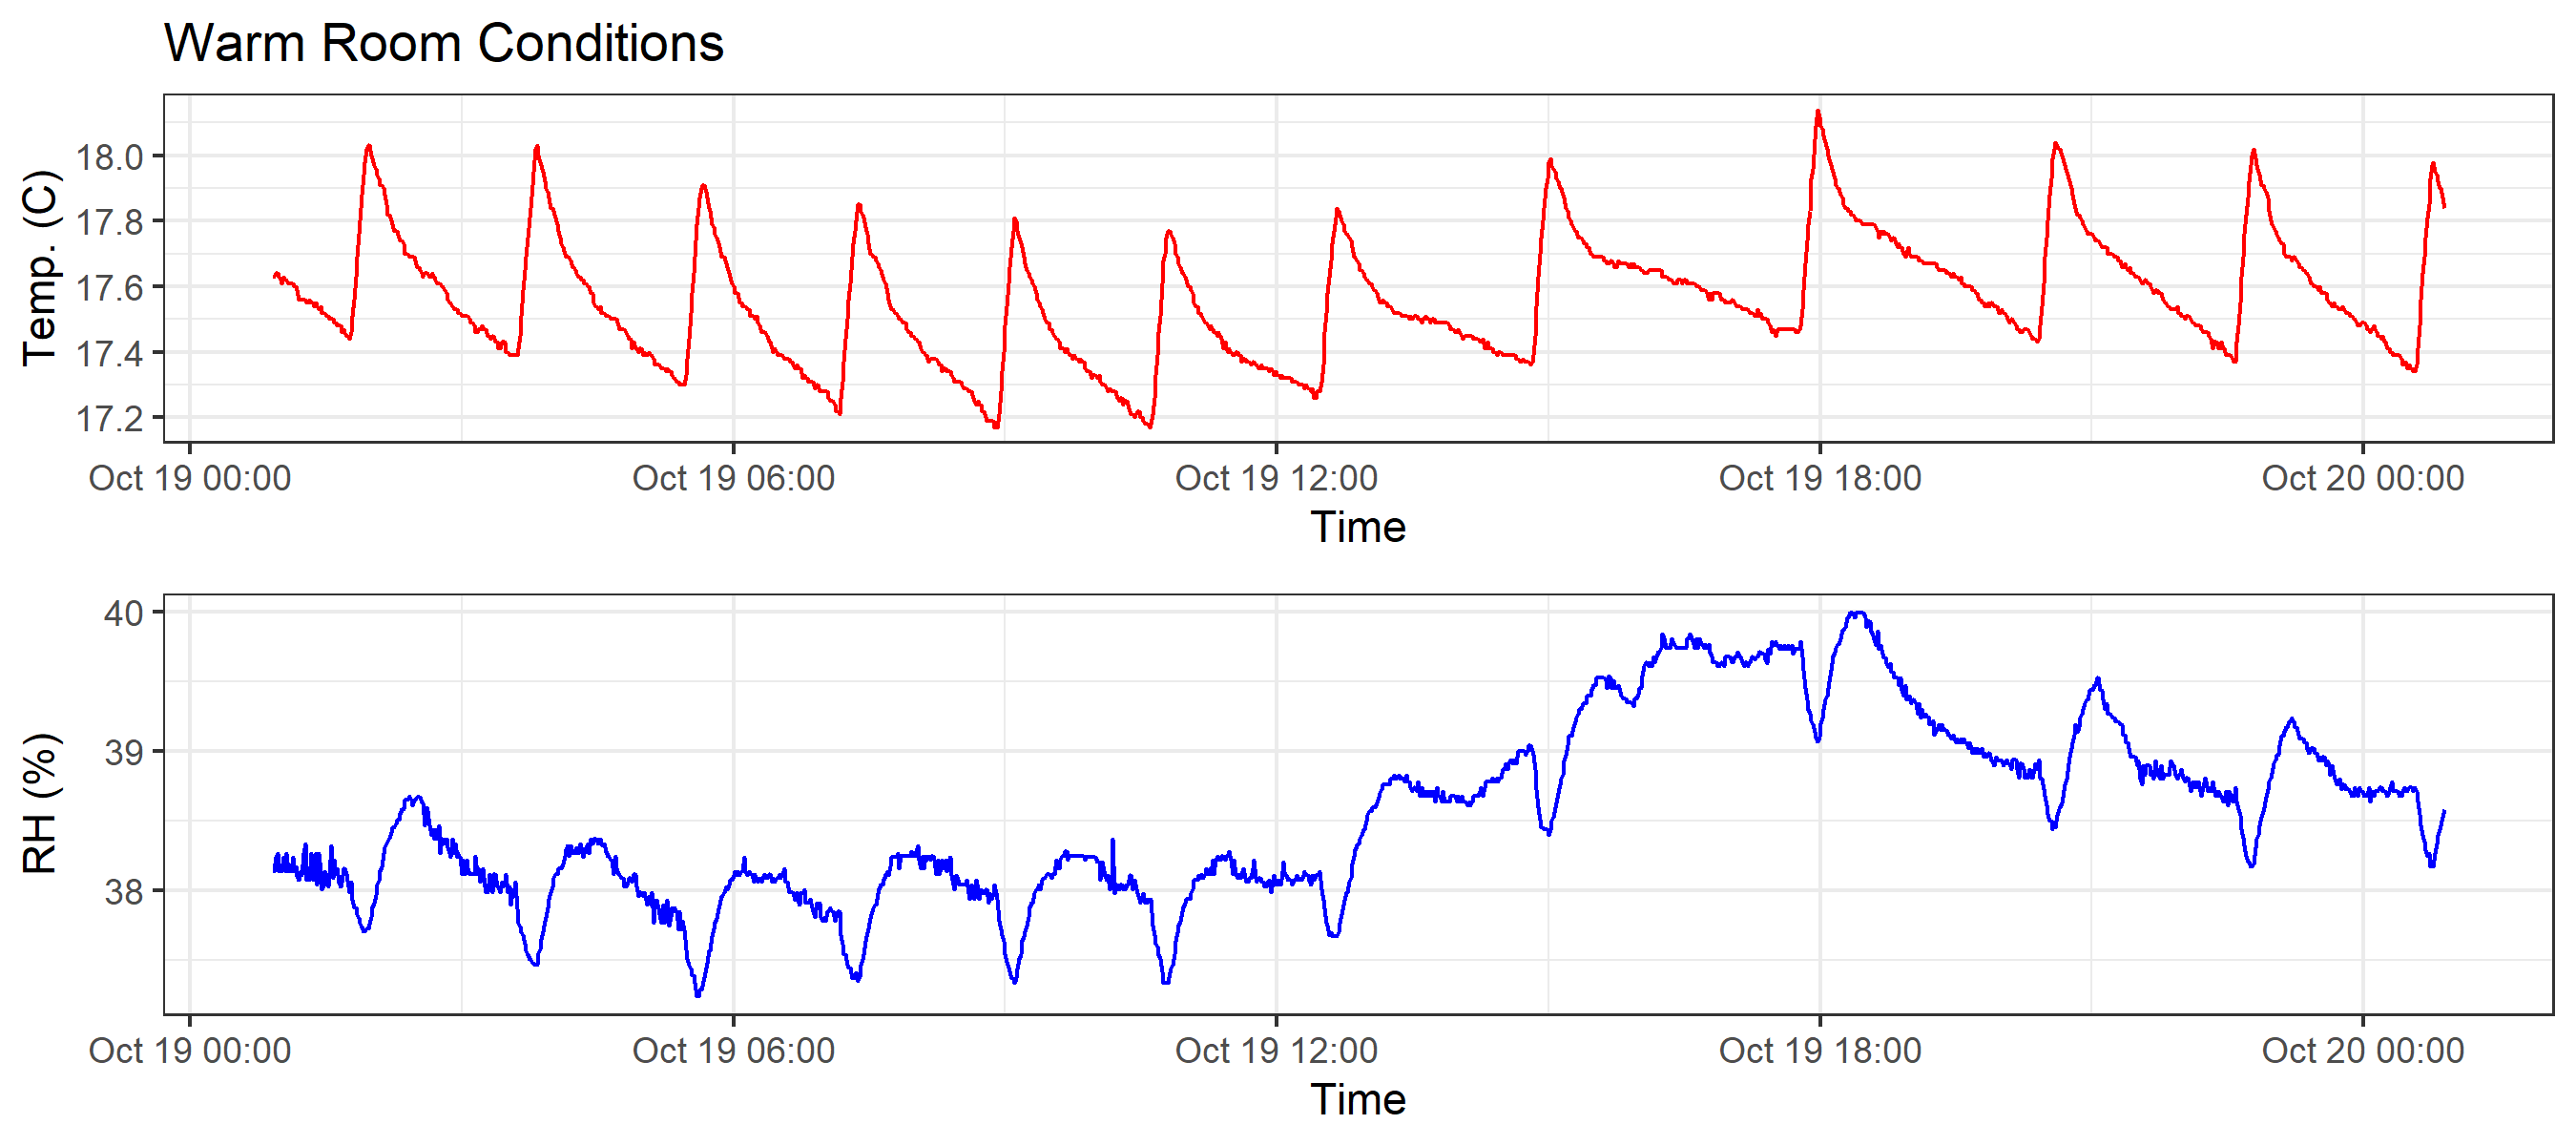 Warm Room Conditions
Temp. (C)
18.0
17.8
17.6
17.4
17.2
Oct 19 00:00 Oct 19 06:00 Oct 19 12:00 Oct 19 18:00 Oct 20 00:00
Time
RH (%)
40
39
38
Oct 19 00:00 Oct 19 06:00 Oct 19 12:00 Oct 19 18:00 Oct 20 00:00
Time